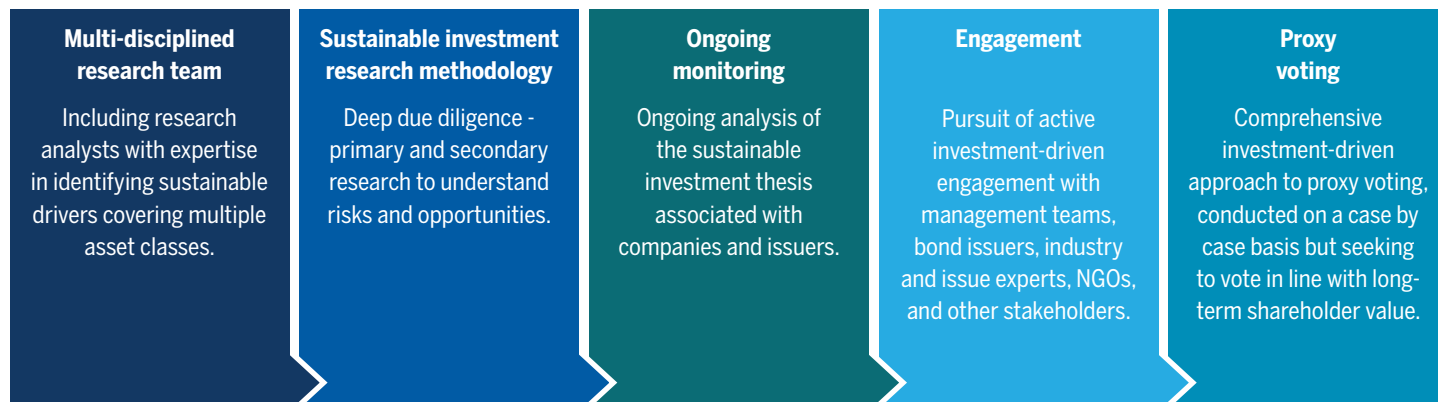 Multi-disciplined
research team
Including research
analysts with expertise
in identifying sustainable
drivers covering multiple
asset classes.
Sustainable investment
research methodology
Deep due diligence -
primary and secondary
research to understand
risks and opportunities.
Ongoing
monitoring
Ongoing analysis of
the sustainable
investment thesis
associated with
companies and issuers.
Engagement
Pursuit of active
investment-driven
engagement with
management teams,
bond issuers, industry
and issue experts, NGOs,
and other stakeholders.
Proxy
voting
Comprehensive
investment-driven
approach to proxy voting,
conducted on a case by
case basis but seeking
to vote in line with long-
term shareholder value.